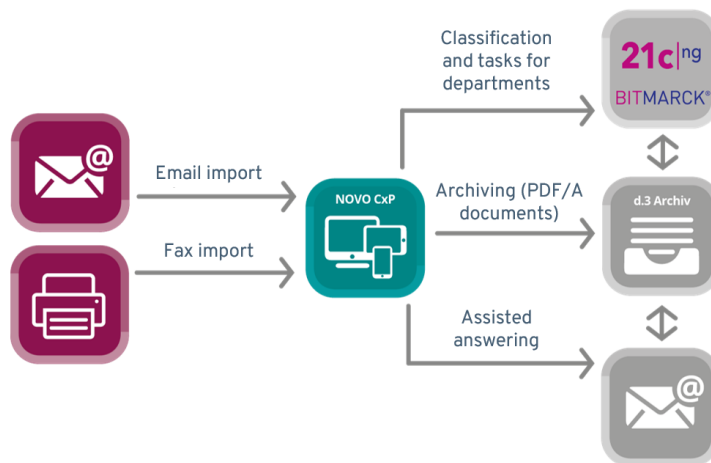 Classification
and tasks for
departments
21c|ng
BITMARCK®
@
Email import
NOVO CxP
Archiving (PDF/A
documents)
d.3 Archiv
Fax import
Assisted
answering
@